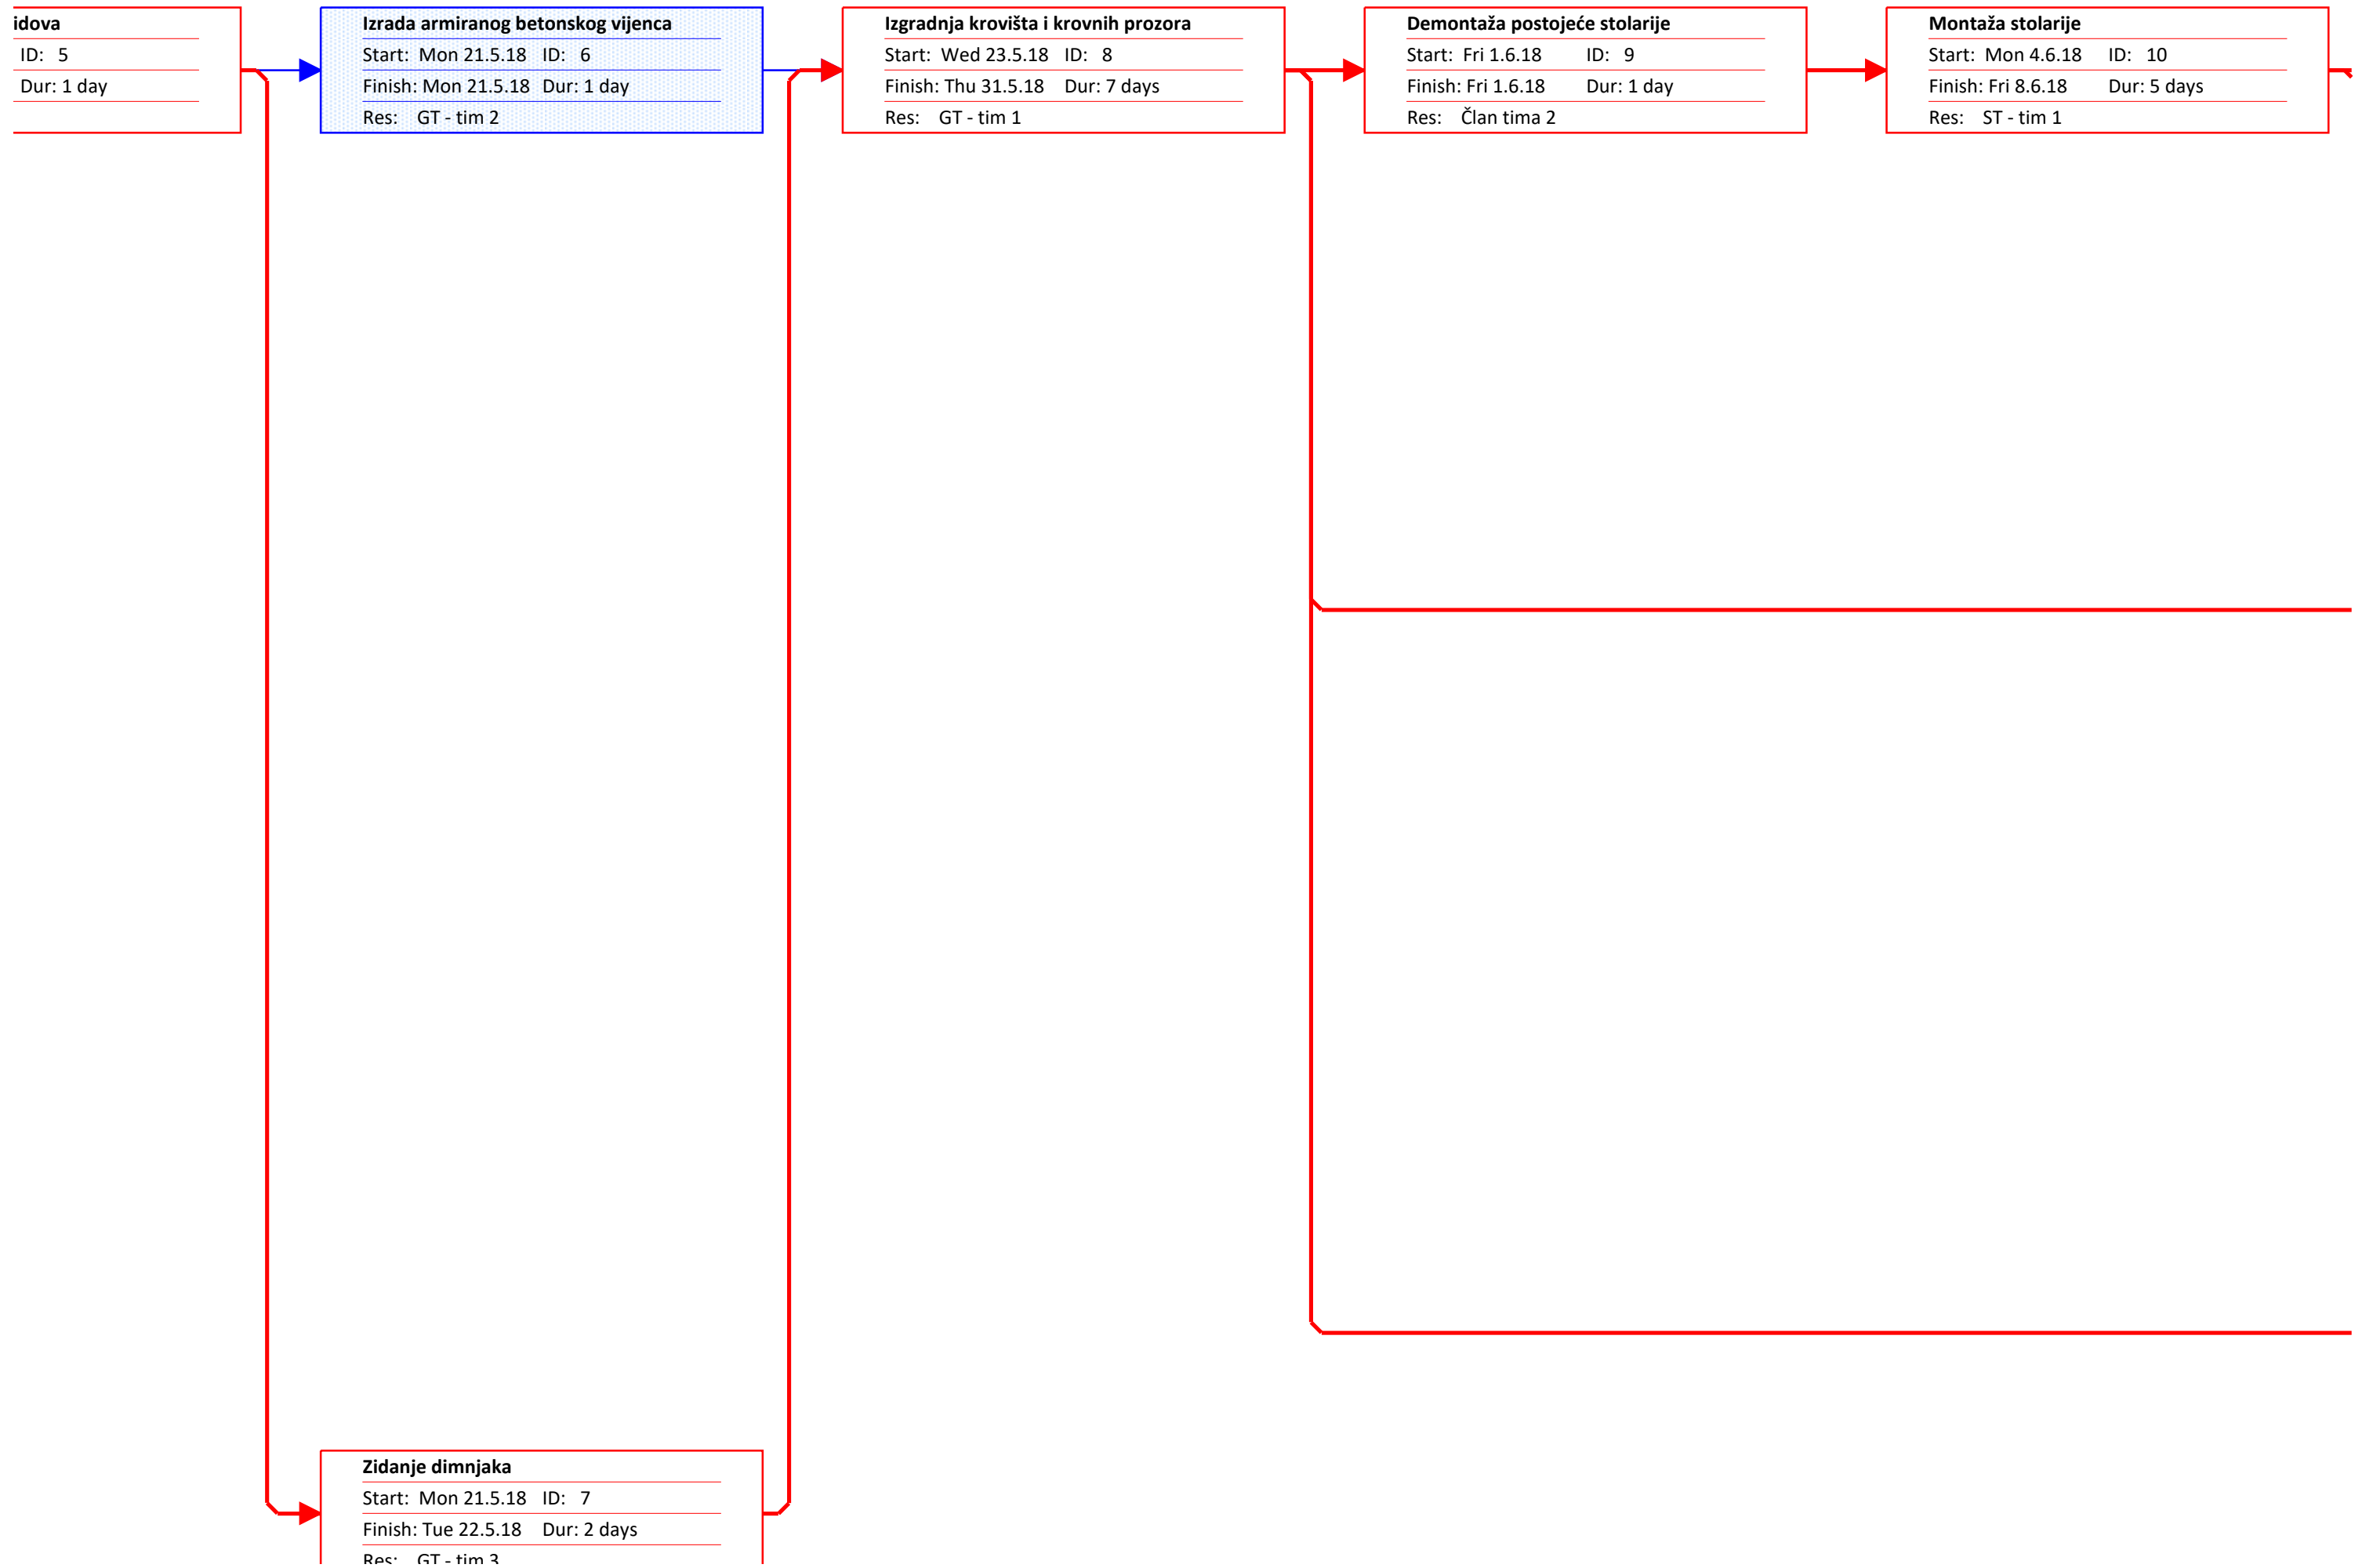 idova
ID: 5
Dur: 1 day
Izrada armiranog betonskog vijenca
Start: Mon 21.5.18 ID: 6
Finish: Mon 21.5.18 Dur: 1 day
Res: GT - tim 2
Izgradnja krovišta i krovnih prozora
Start: Wed 23.5.18 ID: 8
Finish: Thu 31.5.18 Dur: 7 days
Res: GT - tim 1
Demontaža postojeće stolarije
Start: Fri 1.6.18 ID: 9
Finish: Fri 1.6.18 Dur: 1 day
Res: Član tima 2
Montaža stolarije
Start: Mon 4.6.18 ID: 10
Finish: Fri 8.6.18 Dur: 5 days
Res: ST - tim 1
Zidanje dimnjaka
Start: Mon 21.5.18 ID: 7
Finish: Tue 22.5.18 Dur: 2 days
Res: GT - tim 3